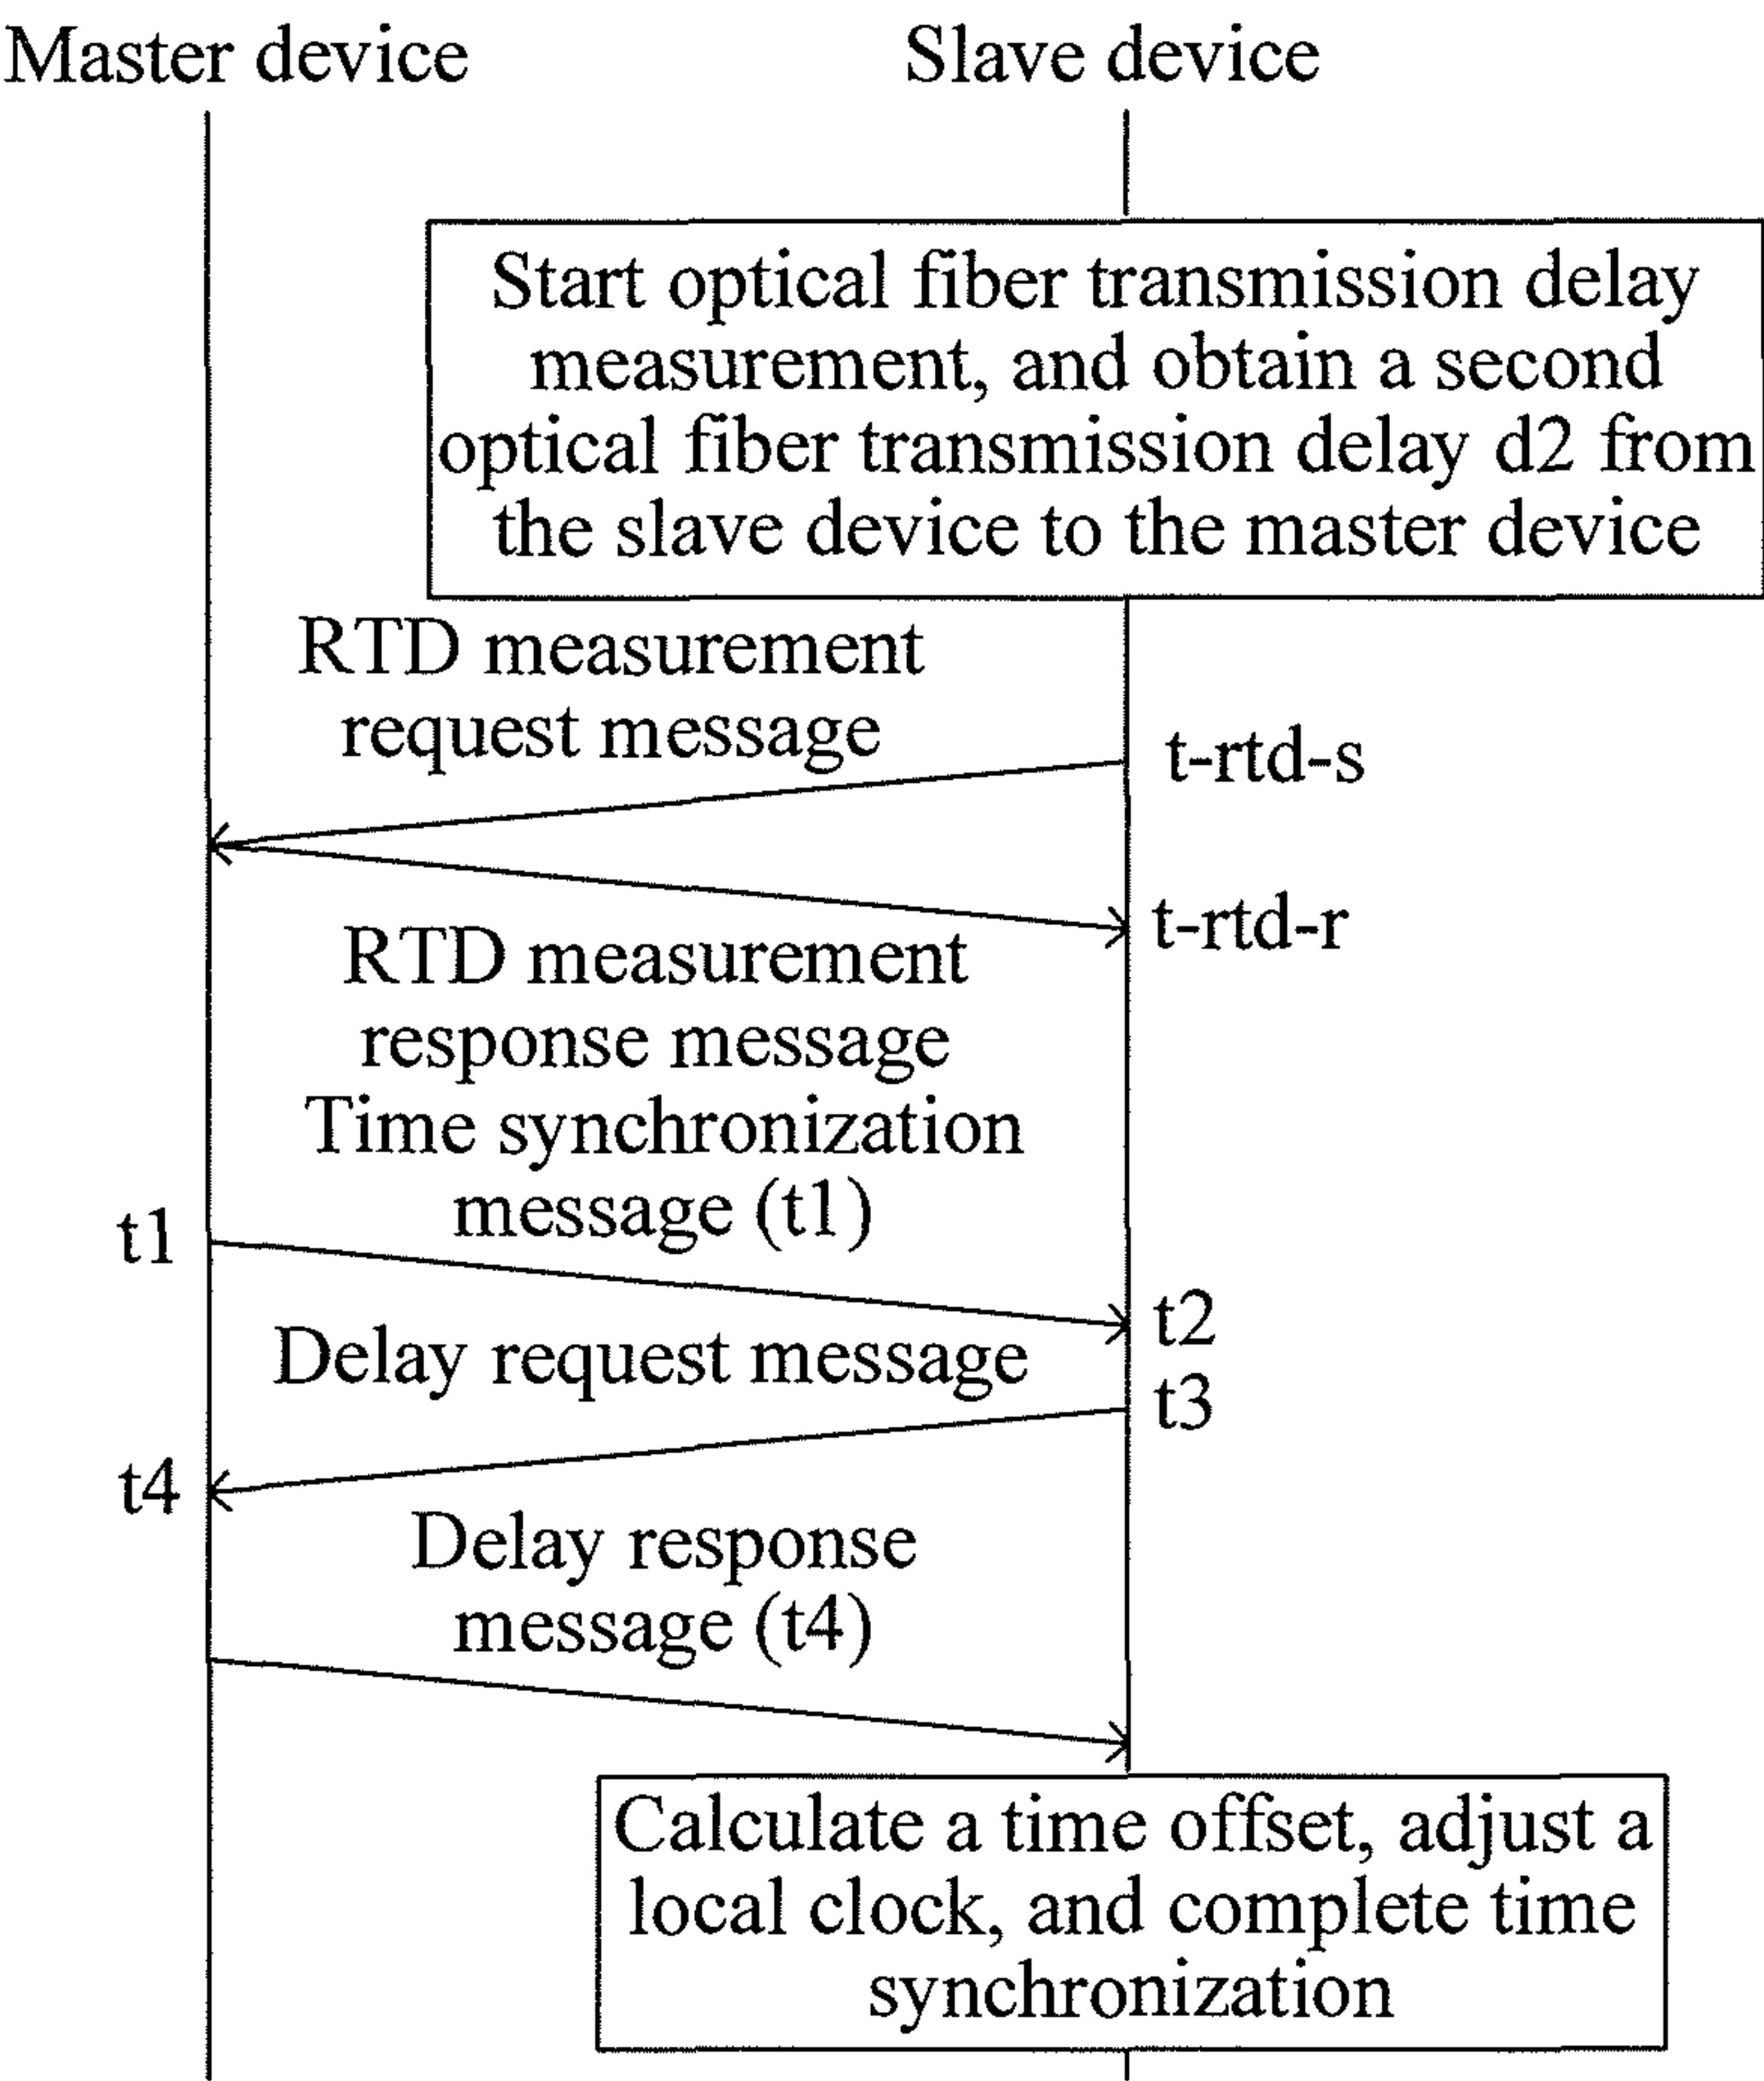 Master device
Slave device
Start optical fiber transmission delay
measurement, and obtain a second
optical fiber transmission delay d2 from
the slave device to the master device
RTD measurement
request message
t-rtd-s
t-rtd-r
RTD measurement
response message
Time synchronization
message (t1)
t1
t2
Delay request message
t3
t4
Delay response
message (t4)
Calculate a time offset, adjust a
local clock, and complete time
synchronization